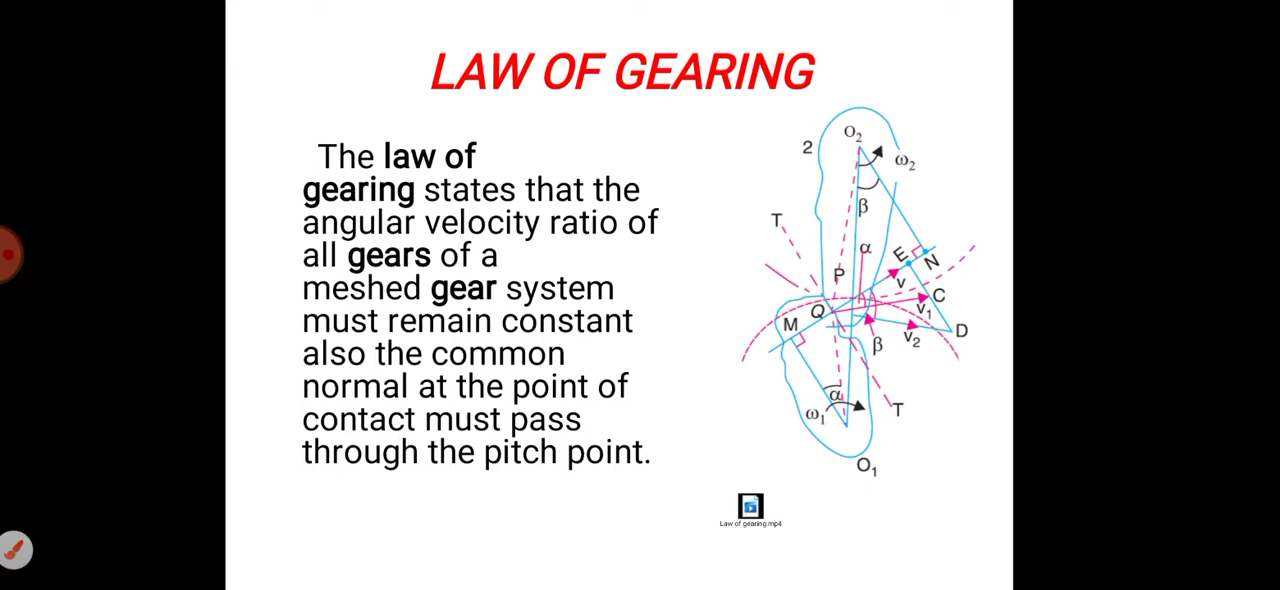 LAW OF GEARING
The law of
gearing states that the
angular velocity ratio of
all gears of a
meshed gear system
must remain constant
also the common
normal at the point of
contact must pass
through the pitch point.
O₂
2
ω₂
β
T
α
E
N
P
v
C
Q
v₁
M
D
v₂
β
α
ω₁
T
O₁
Law of gearing.mp4